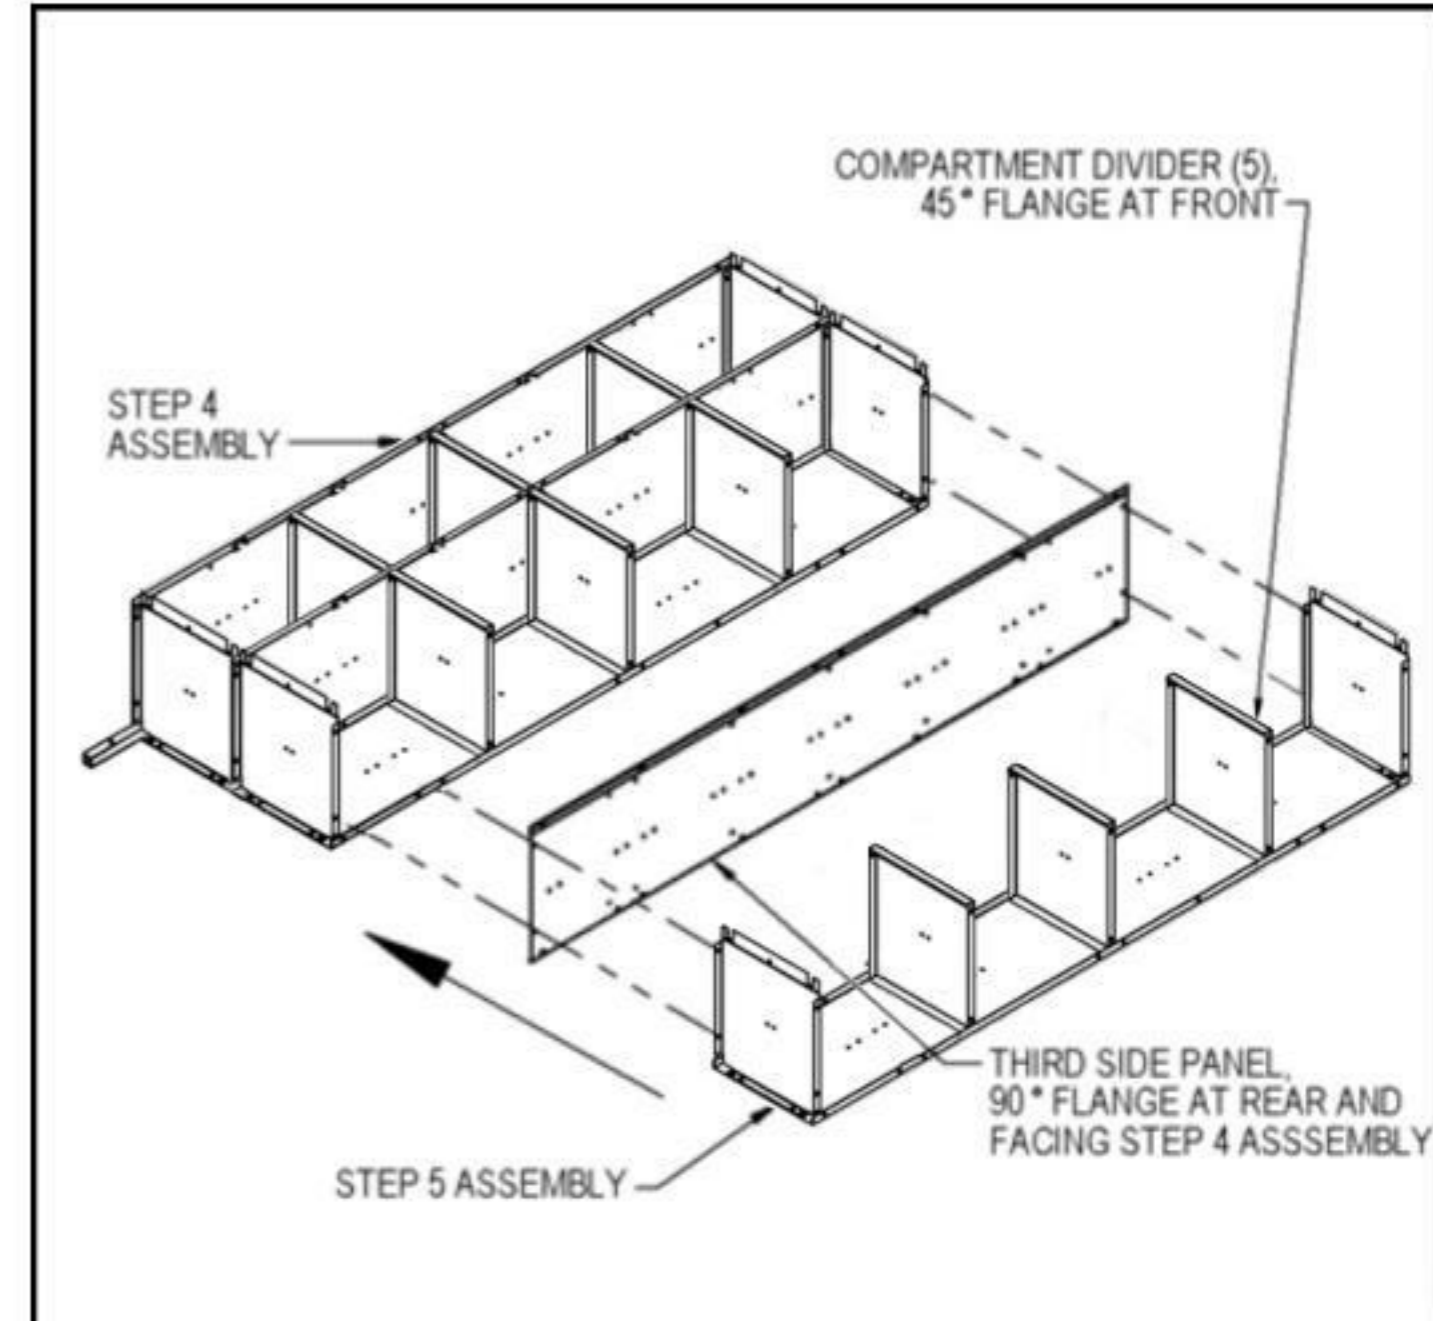 COMPARTMENT DIVIDER (5),
45° FLANGE AT FRONT
STEP 4
ASSEMBLY
THIRD SIDE PANEL,
90° FLANGE AT REAR AND
FACING STEP 4 ASSSEMBLY
STEP 5 ASSEMBLY